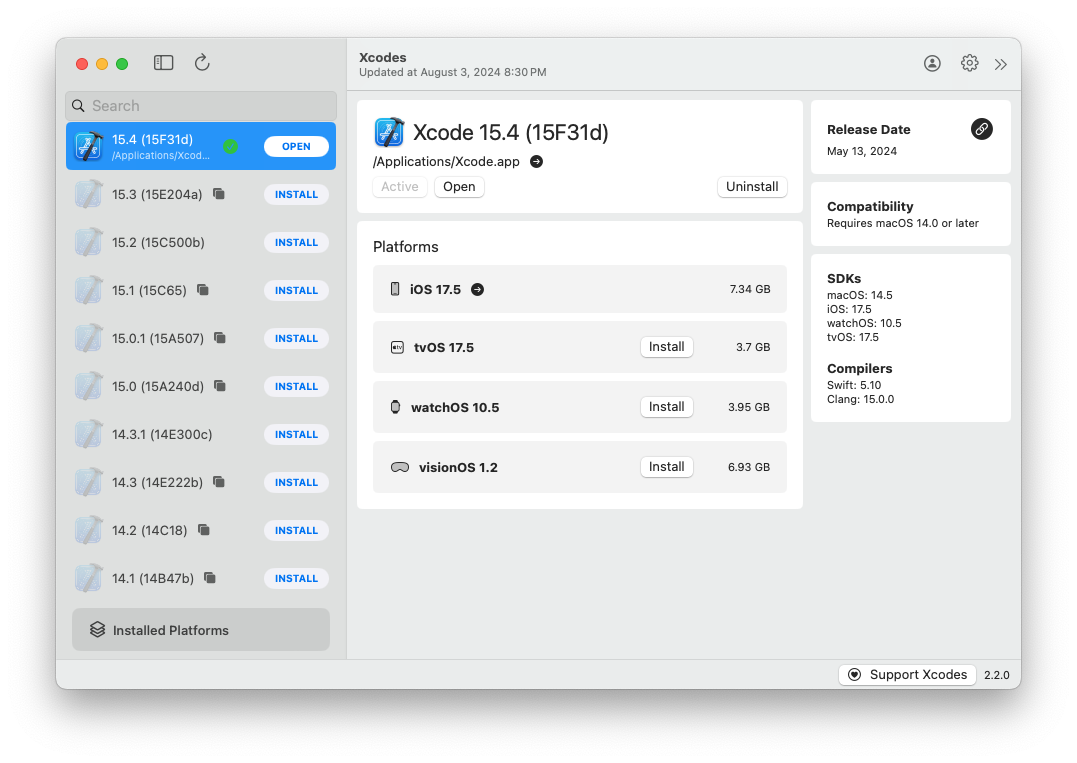 Search
15.4 (15F31d)
/Applications/Xcod...
OPEN
15.3 (15E204a)
INSTALL
15.2 (15C500b)
INSTALL
15.1 (15C65)
INSTALL
15.0.1 (15A507)
INSTALL
15.0 (15A240d)
INSTALL
14.3.1 (14E300c)
INSTALL
14.3 (14E222b)
INSTALL
14.2 (14C18)
INSTALL
14.1 (14B47b)
INSTALL
Installed Platforms
Xcodes
Updated at August 3, 2024 8:30 PM
Xcode 15.4 (15F31d)
/Applications/Xcode.app
Active
Open
Uninstall
Platforms
iOS 17.5
7.34 GB
tvOS 17.5
Install
3.7 GB
watchOS 10.5
Install
3.95 GB
visionOS 1.2
Install
6.93 GB
Release Date
May 13, 2024
Compatibility
Requires macOS 14.0 or later
SDKs
macOS: 14.5
iOS: 17.5
watchOS: 10.5
tvOS: 17.5
Compilers
Swift: 5.10
Clang: 15.0.0
Support Xcodes
2.2.0